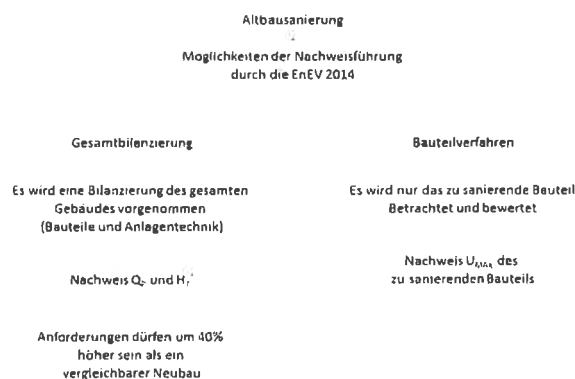 Altbausanierung
Möglichkeiten der Nachweisführung
durch die EnEV 2014
Gesamtbilanzierung
Es wird eine Bilanzierung des gesamten
Gebäudes vorgenommen
(Bauteile und Anlagentechnik)
Nachweis Qₚ und Hₜ'
Anforderungen dürfen um 40%
höher sein als ein
vergleichbarer Neubau
Bauteilverfahren
Es wird nur das zu sanierende Bauteil
Betrachtet und bewertet
Nachweis U_MAX des
zu sanierenden Bauteils